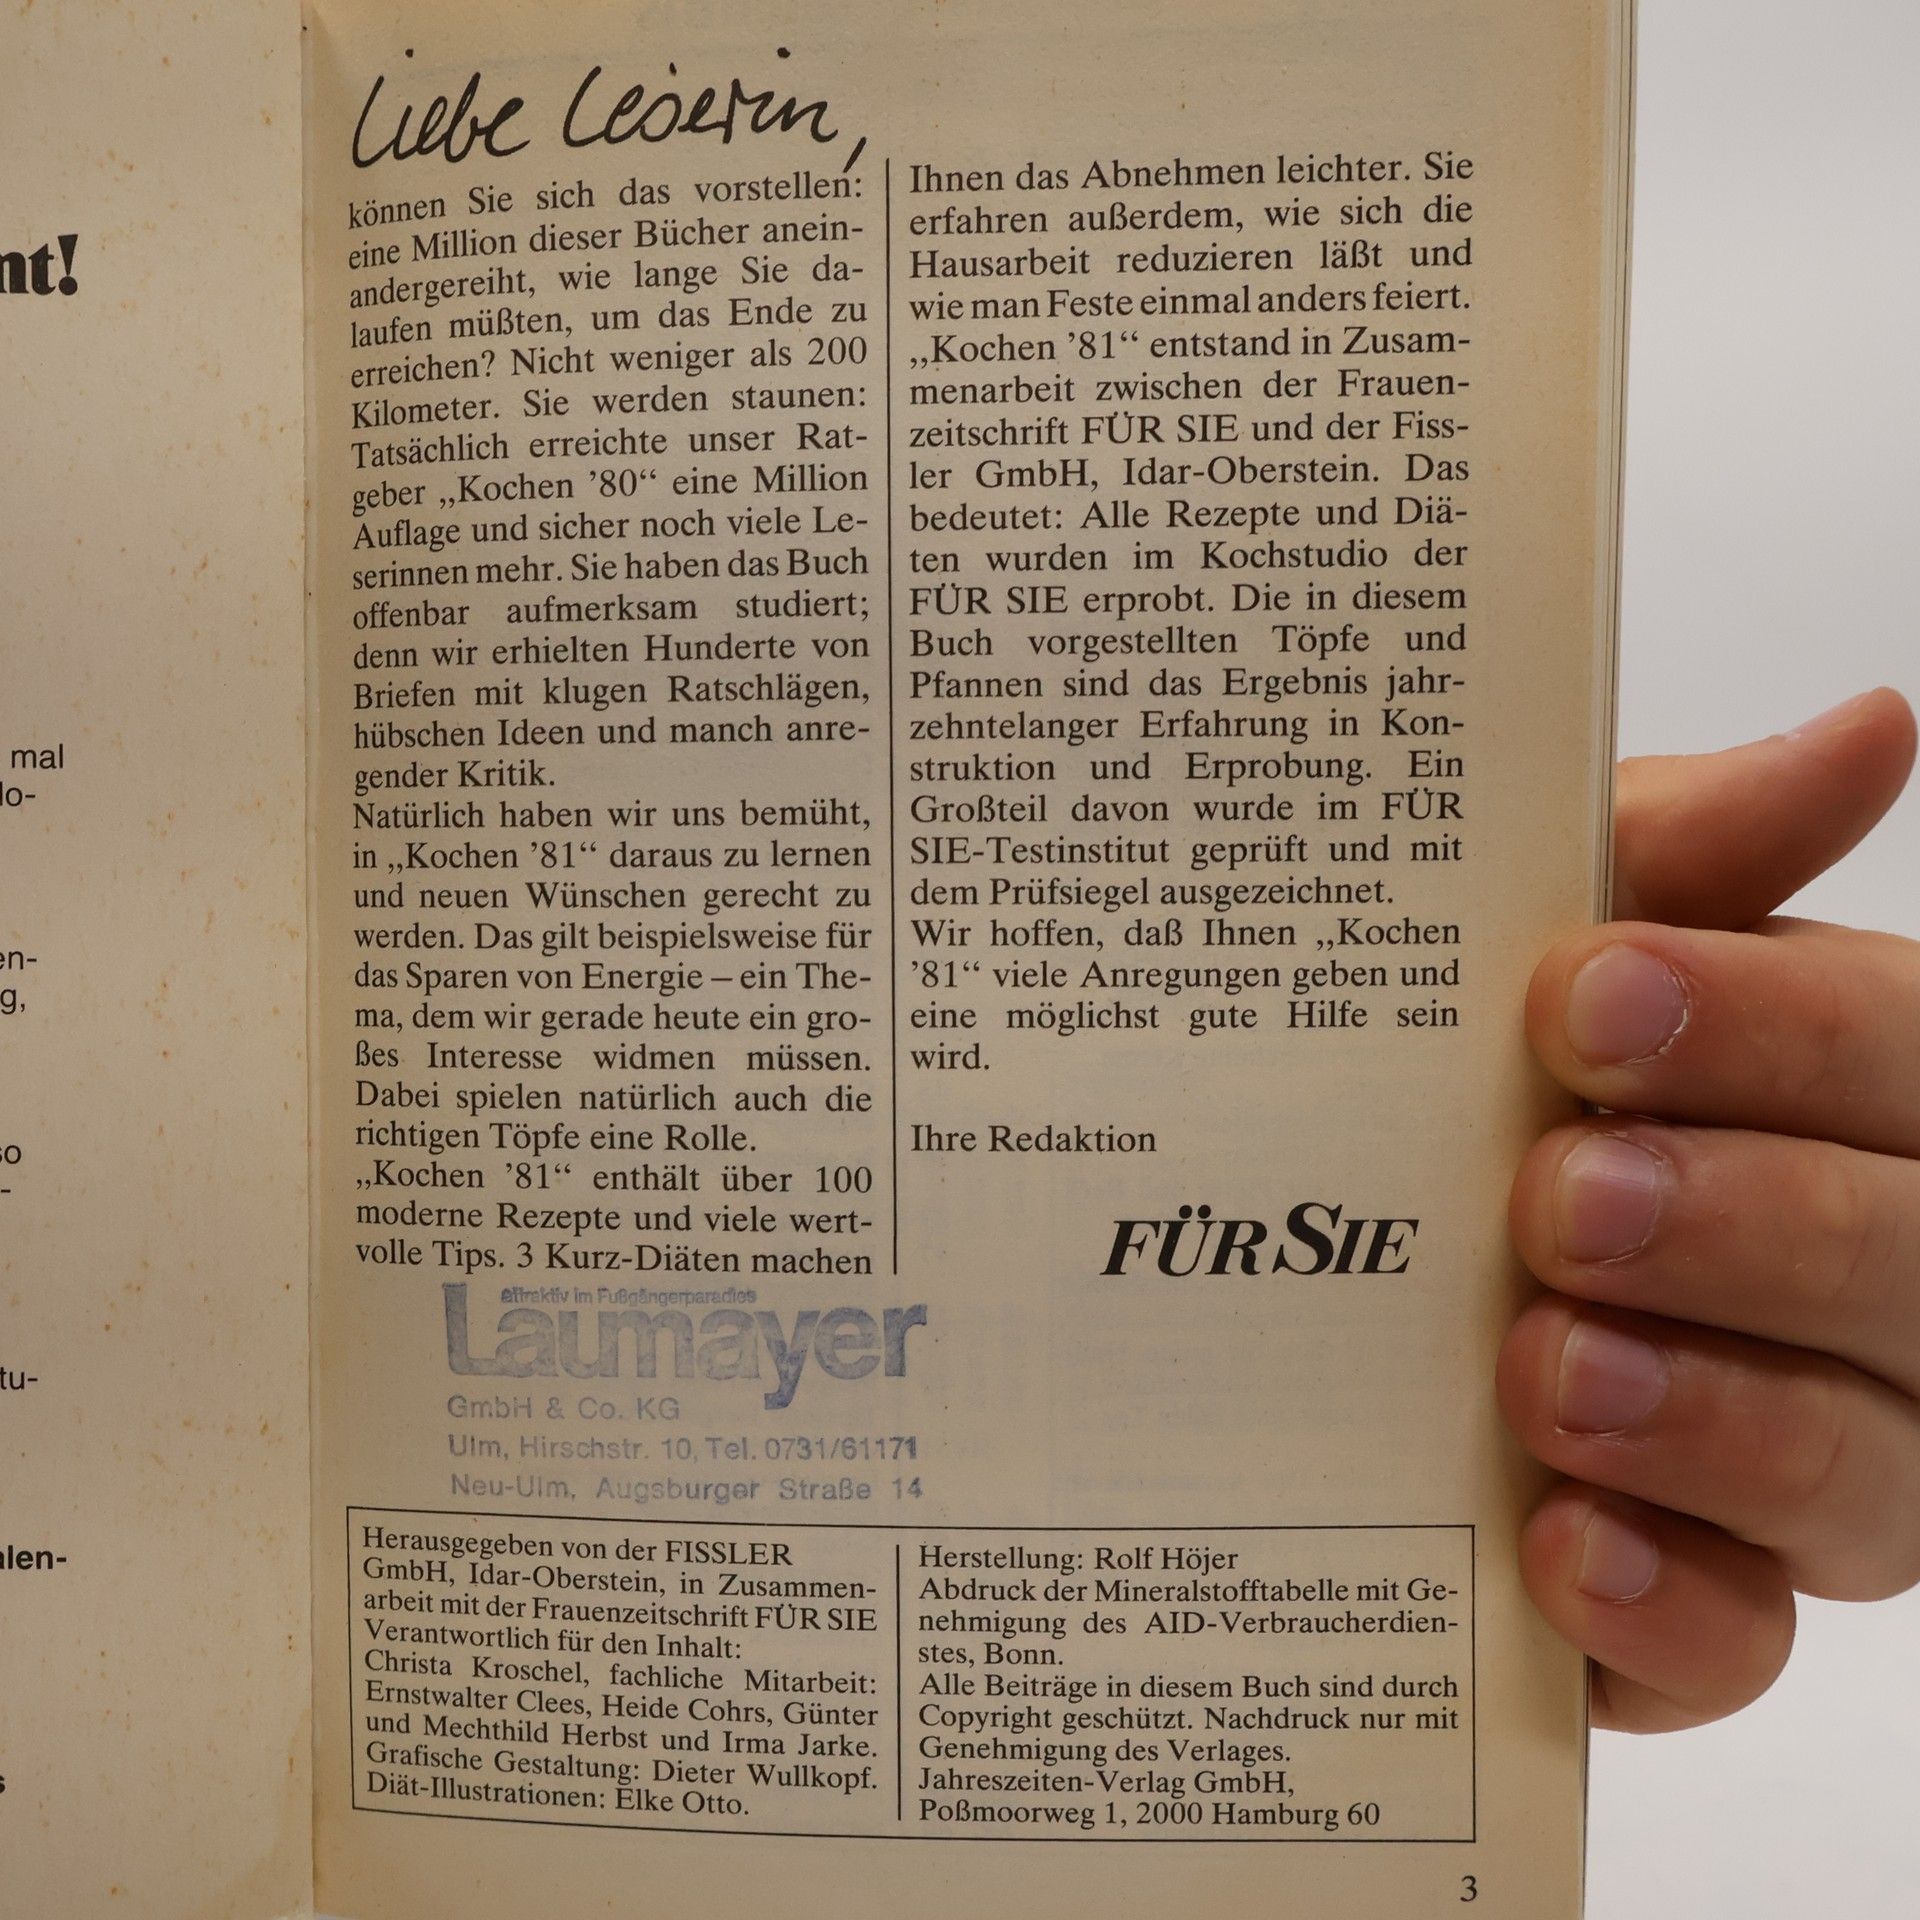 nt!
mal
lo-
en-
g,
so
-
tu-
alen-
s
Liebe Leserin,
können Sie sich das vorstellen:
eine Million dieser Bücher anein-
andergereiht, wie lange Sie da-
laufen müßten, um das Ende zu
erreichen? Nicht weniger als 200
Kilometer. Sie werden staunen:
Tatsächlich erreichte unser Rat-
geber „Kochen ’80“ eine Million
Auflage und sicher noch viele Le-
serinnen mehr. Sie haben das Buch
offenbar aufmerksam studiert;
denn wir erhielten Hunderte von
Briefen mit klugen Ratschlägen,
hübschen Ideen und manch anre-
gender Kritik.
Natürlich haben wir uns bemüht,
in „Kochen ’81“ daraus zu lernen
und neuen Wünschen gerecht zu
werden. Das gilt beispielsweise für
das Sparen von Energie – ein The-
ma, dem wir gerade heute ein gro-
ßes Interesse widmen müssen.
Dabei spielen natürlich auch die
richtigen Töpfe eine Rolle.
„Kochen ’81“ enthält über 100
moderne Rezepte und viele wert-
volle Tips. 3 Kurz-Diäten machen
Ihnen das Abnehmen leichter. Sie
erfahren außerdem, wie sich die
Hausarbeit reduzieren läßt und
wie man Feste einmal anders feiert.
„Kochen ’81“ entstand in Zusam-
menarbeit zwischen der Frauen-
zeitschrift FÜR SIE und der Fiss-
ler GmbH, Idar-Oberstein. Das
bedeutet: Alle Rezepte und Diä-
ten wurden im Kochstudio der
FÜR SIE erprobt. Die in diesem
Buch vorgestellten Töpfe und
Pfannen sind das Ergebnis jahr-
zehntelanger Erfahrung in Kon-
struktion und Erprobung. Ein
Großteil davon wurde im FÜR
SIE-Testinstitut geprüft und mit
dem Prüfsiegel ausgezeichnet.
Wir hoffen, daß Ihnen „Kochen
’81“ viele Anregungen geben und
eine möglichst gute Hilfe sein
wird.
Ihre Redaktion
FÜR SIE
attraktiv im Fußgängerparadies
Laumayer
GmbH & Co. KG
Ulm, Hirschstr. 10, Tel. 0731/61171
Neu-Ulm, Augsburger Straße 14
Herausgegeben von der FISSLER
GmbH, Idar-Oberstein, in Zusammen-
arbeit mit der Frauenzeitschrift FÜR SIE
Verantwortlich für den Inhalt:
Christa Kroschel, fachliche Mitarbeit:
Ernstwalter Clees, Heide Cohrs, Günter
und Mechthild Herbst und Irma Jarke.
Grafische Gestaltung: Dieter Wullkopf.
Diät-Illustrationen: Elke Otto.
Herstellung: Rolf Höjer
Abdruck der Mineralstofftabelle mit Ge-
nehmigung des AID-Verbraucherdien-
stes, Bonn.
Alle Beiträge in diesem Buch sind durch
Copyright geschützt. Nachdruck nur mit
Genehmigung des Verlages.
Jahreszeiten-Verlag GmbH,
Poßmoorweg 1, 2000 Hamburg 60
3